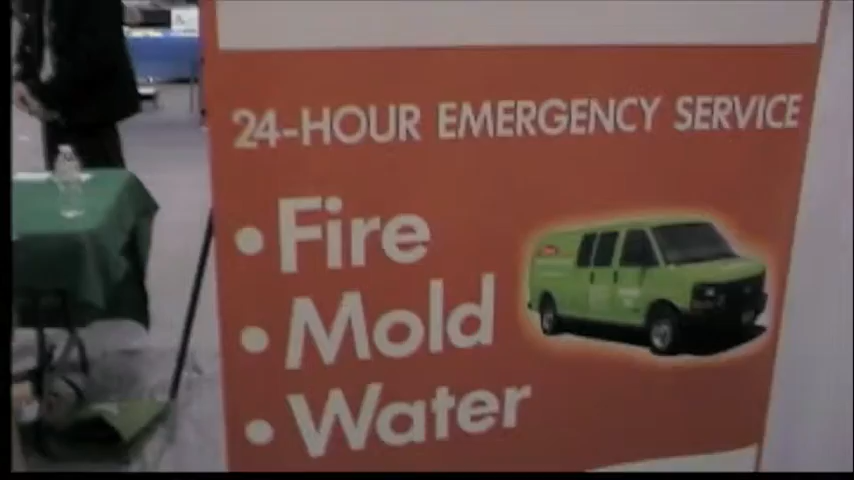 24-HOUR EMERGENCY SERVICE
• Fire
• Mold
• Water